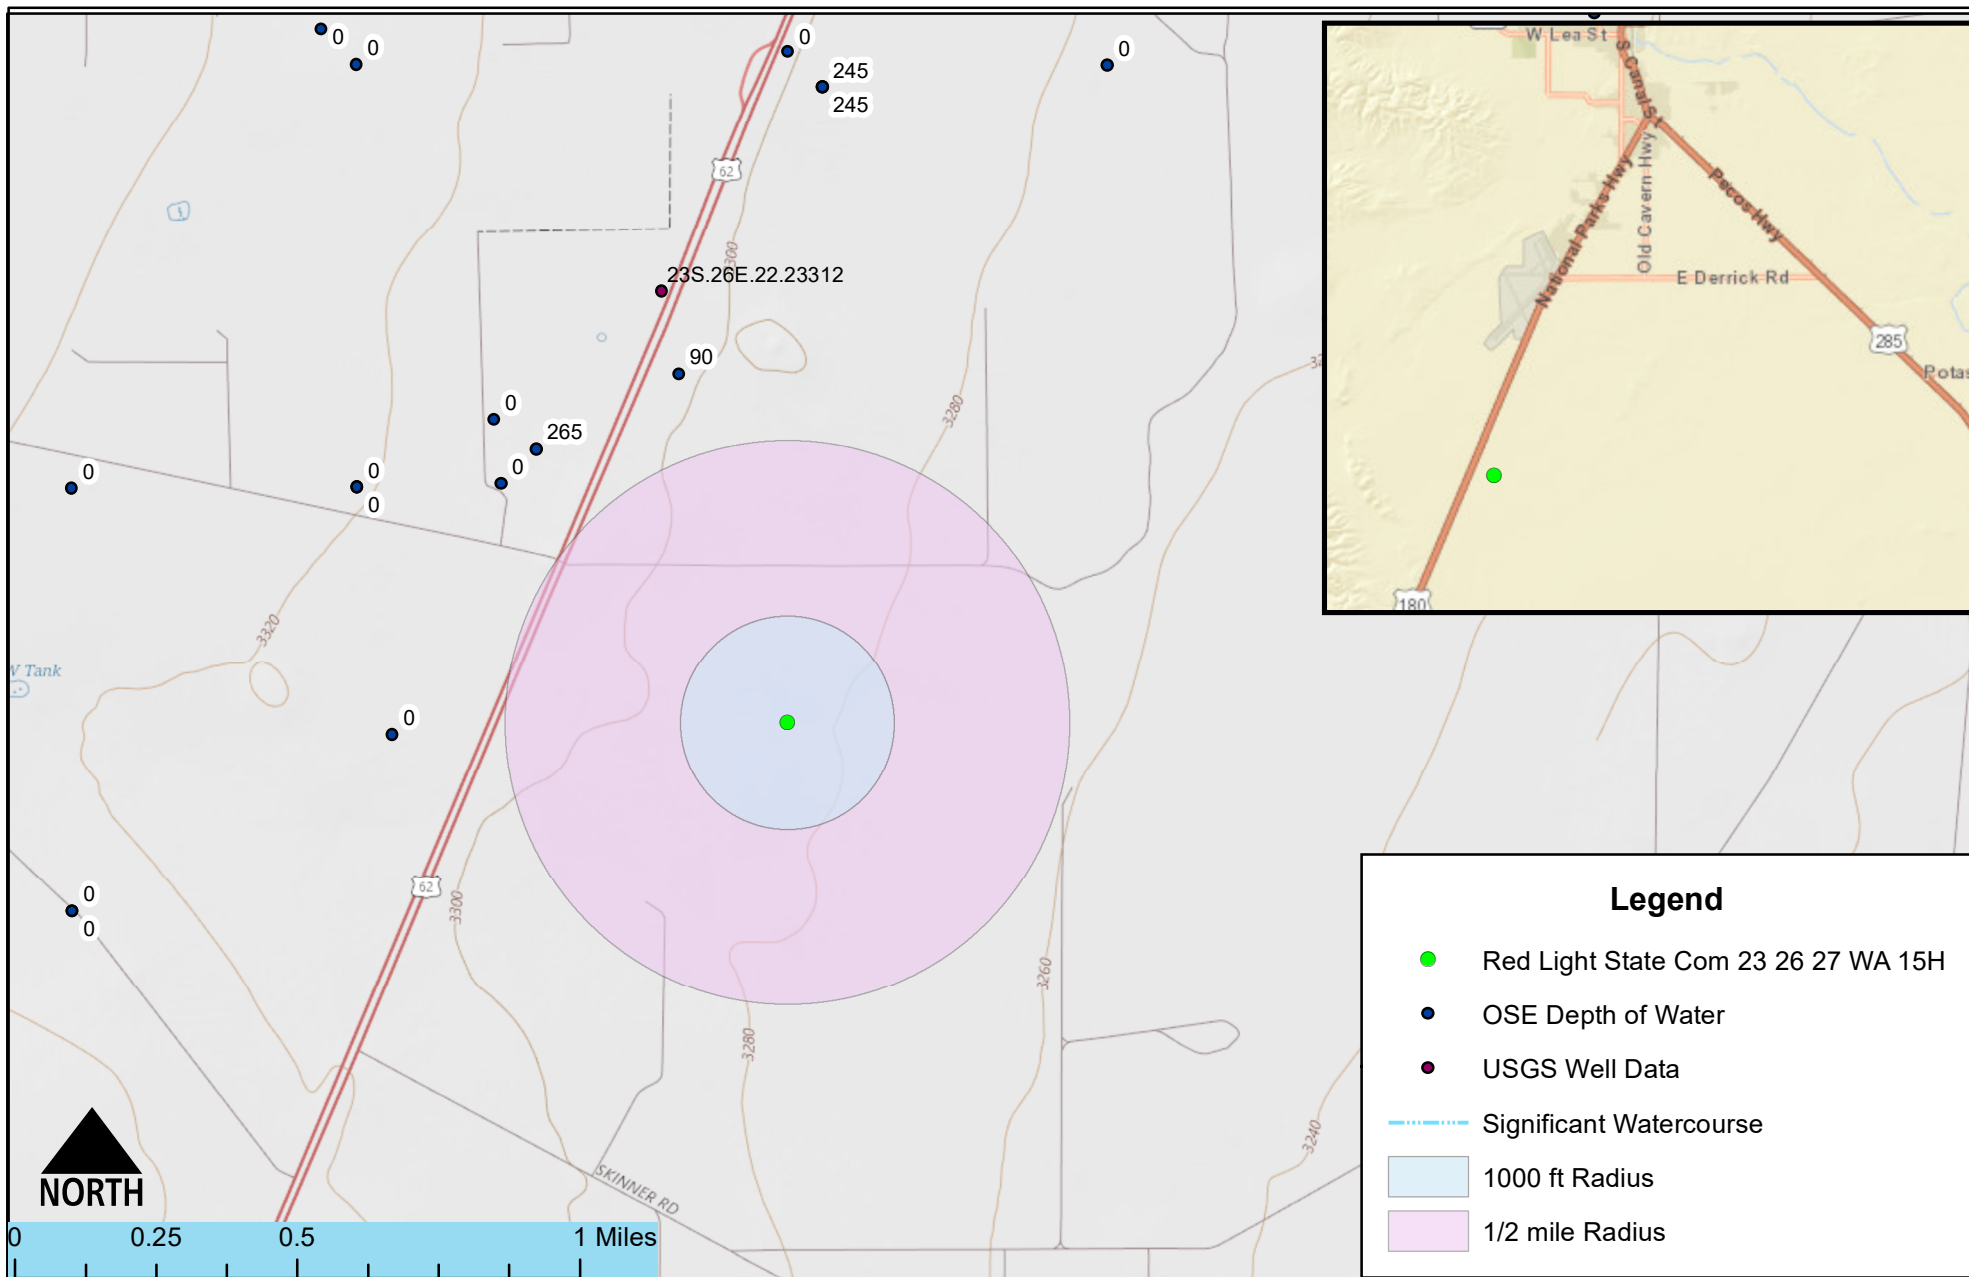 0
0
0
245
245
0
62
300
23S.26E.22.23312
90
3280
0
265
0
0
0
0
3320
V Tank
0
62
3300
0
0
3280
3260
3240
SKINNER RD
NORTH
0 0.25 0.5 1 Miles
W Lea St
S Canal St
National Parks Hwy
Old Cavern Hwy
Pecos Hwy
E Derrick Rd
285
Potas
180
Legend
Red Light State Com 23 26 27 WA 15H
OSE Depth of Water
USGS Well Data
Significant Watercourse
1000 ft Radius
1/2 mile Radius